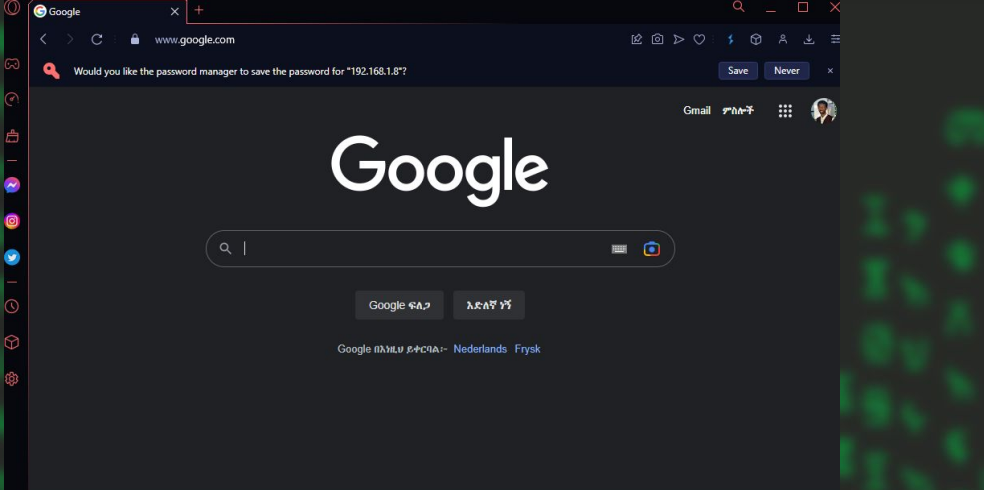 Google
www.google.com
Would you like the password manager to save the password for "192.168.1.8"?
Save Never
Gmail ምስሎች
Google
Google ፍለጋ እድለኛ ነኝ
Google በእነዚህ ይቀርባል፦ Nederlands Frysk